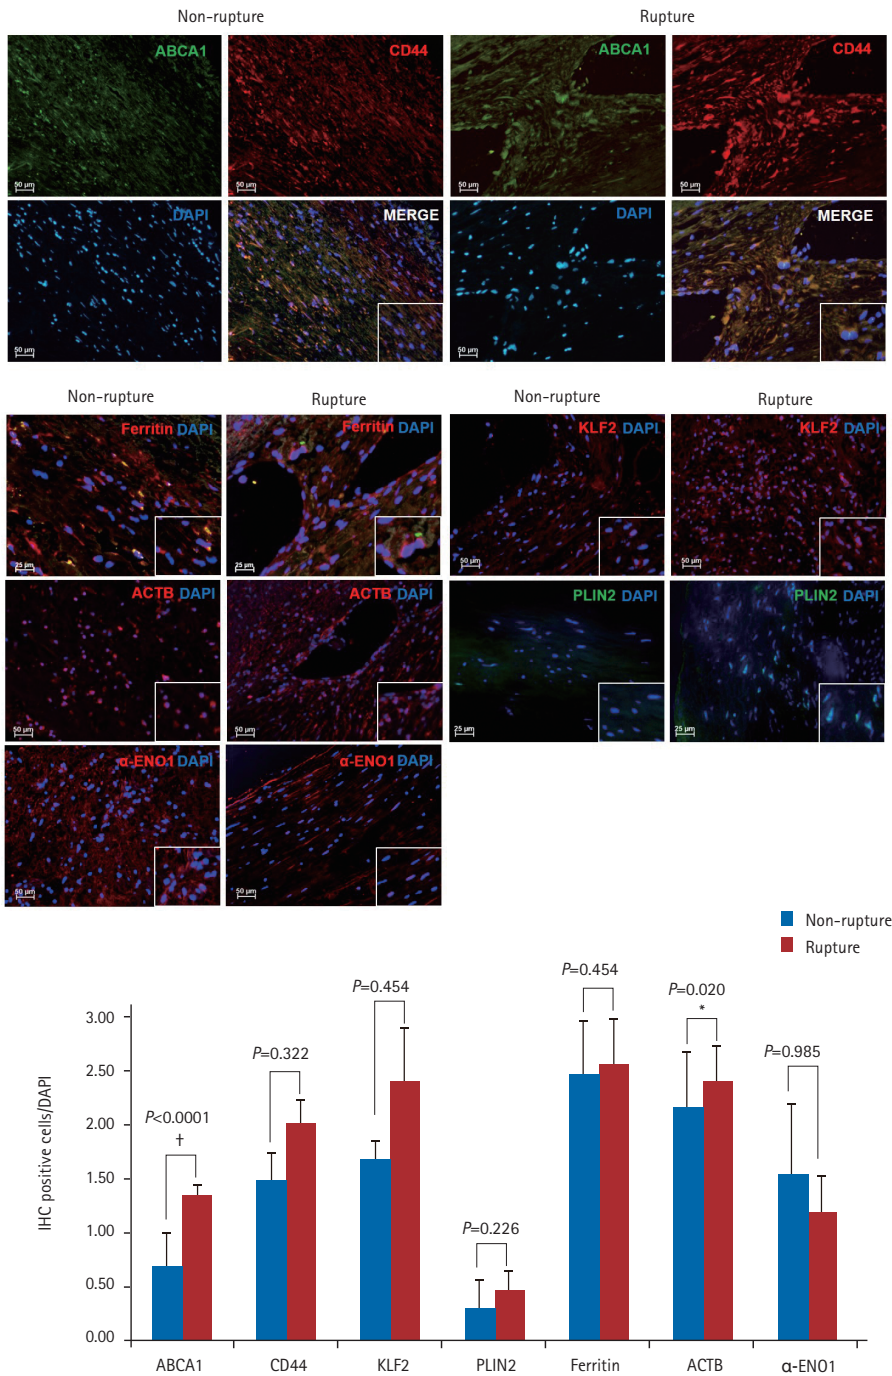 Non-rupture Rupture
ABCA1 CD44 ABCA1 CD44
50 µm 50 µm 50 µm 50 µm
DAPI MERGE DAPI MERGE
50 µm 50 µm 50 µm 50 µm
Non-rupture Rupture Non-rupture Rupture
Ferritin DAPI Ferritin DAPI KLF2 DAPI KLF2 DAPI
25 µm 25 µm 50 µm 50 µm
ACTB DAPI ACTB DAPI PLIN2 DAPI PLIN2 DAPI
50 µm 50 µm 25 µm 25 µm
α-ENO1 DAPI α-ENO1 DAPI
50 µm 50 µm
Non-rupture
Rupture
IHC positive cells/DAPI
3.00
2.50
2.00
1.50
1.00
0.50
0.00
P<0.0001
†
P=0.322
P=0.454
P=0.226
P=0.454
P=0.020
*
P=0.985
ABCA1 CD44 KLF2 PLIN2 Ferritin ACTB α-ENO1